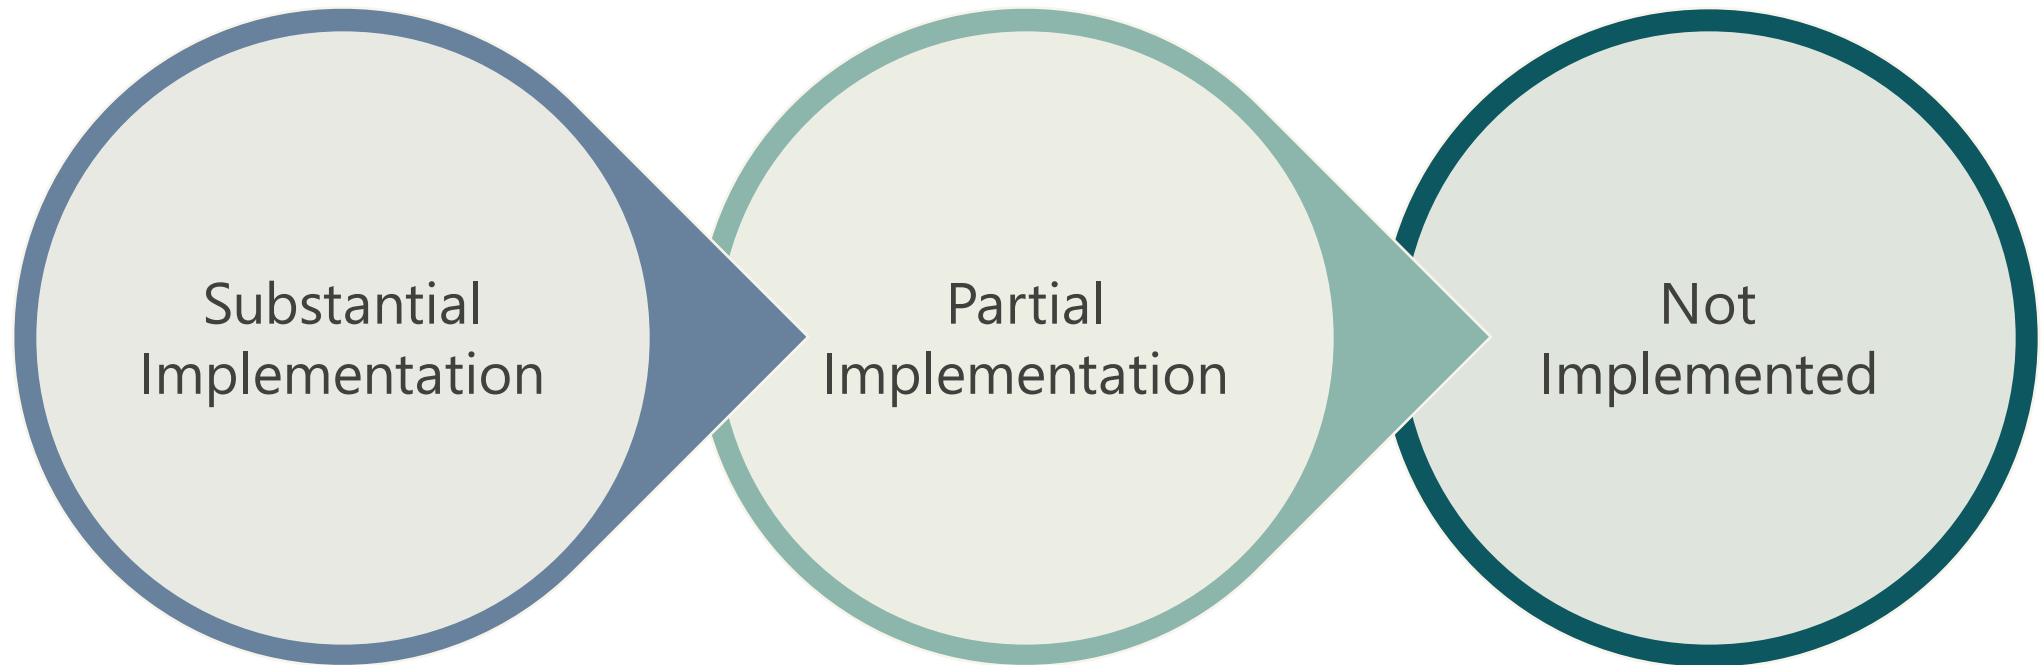 Substantial
Implementation
Partial
Implementation
Not
Implemented